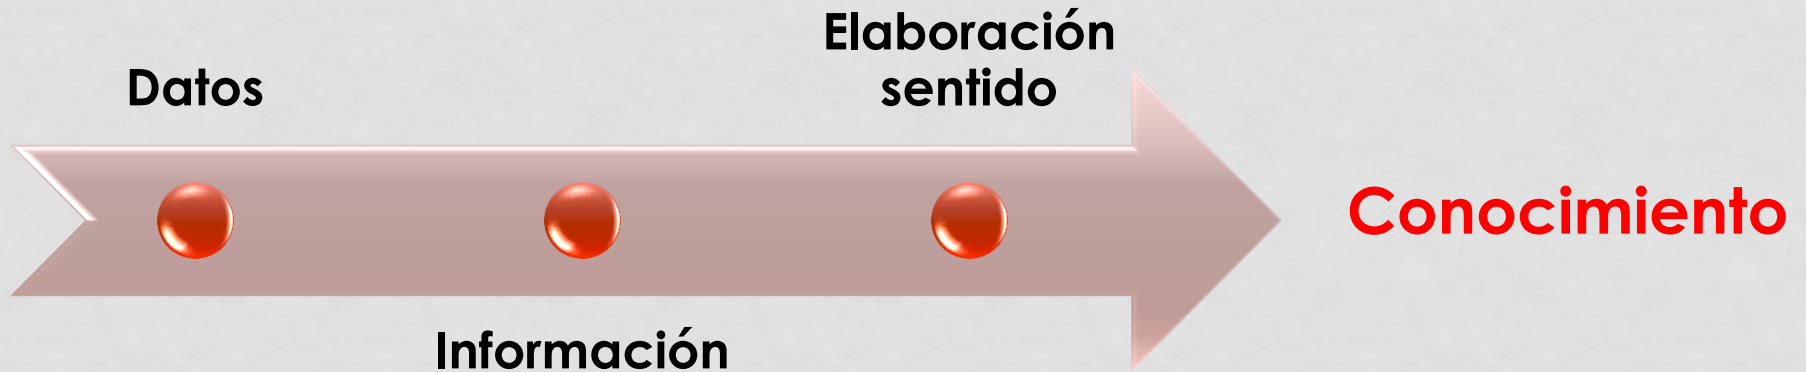 Datos
Información
Elaboración
sentido
Conocimiento